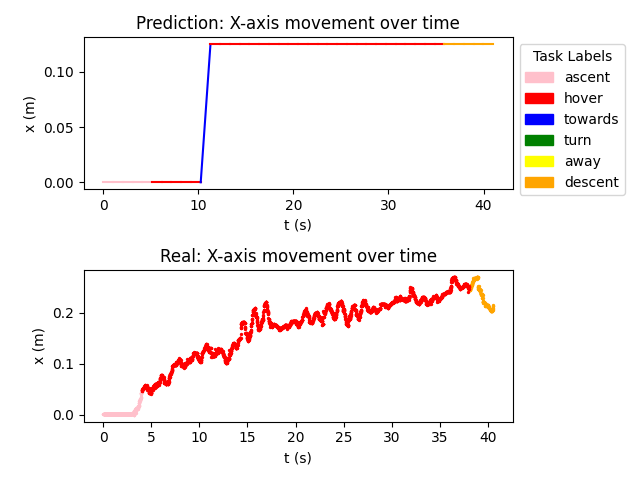 Prediction: X-axis movement over time
x (m)
0.10
0.05
0.00
0 10 20 30 40
t (s)
Task Labels
ascent
hover
towards
turn
away
descent
Real: X-axis movement over time
x (m)
0.2
0.1
0.0
0 5 10 15 20 25 30 35 40
t (s)